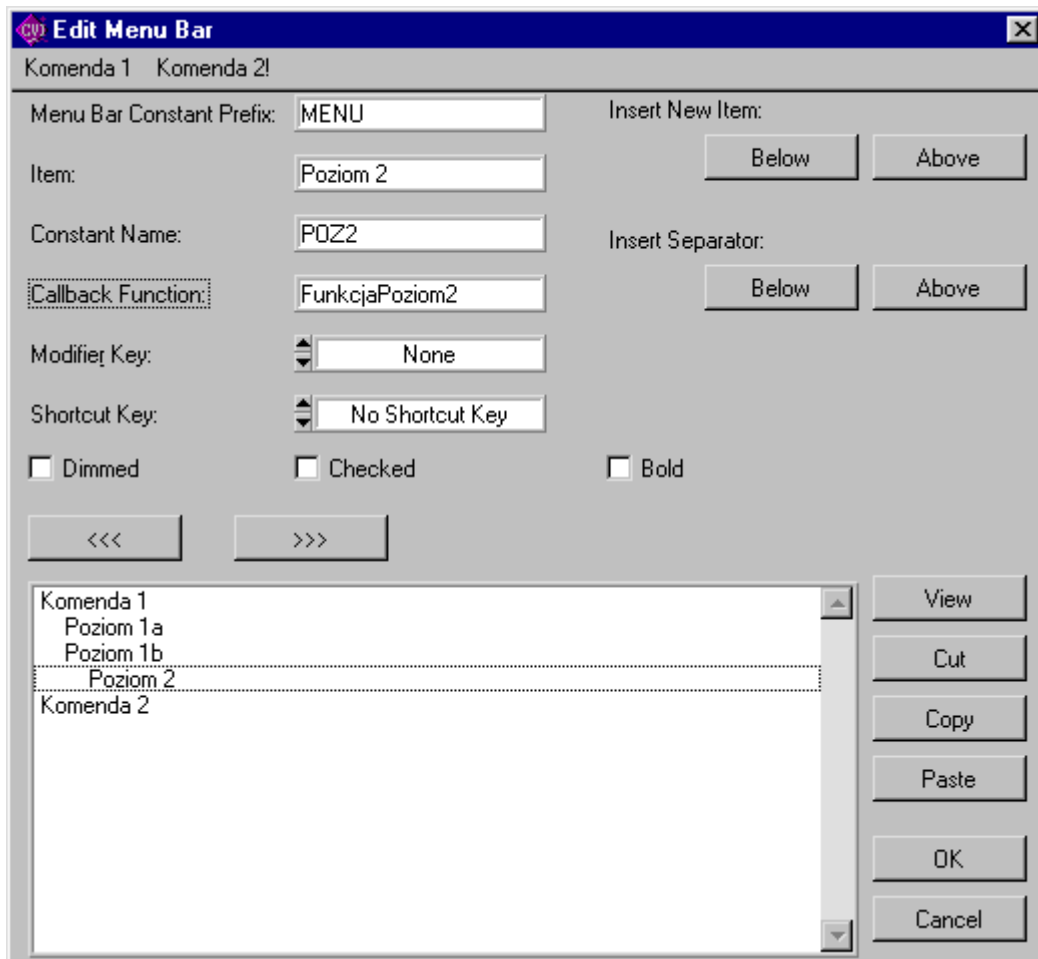 CVI Edit Menu Bar
Komenda 1 Komenda 2!
Menu Bar Constant Prefix: MENU Insert New Item:
Below Above
Item: Poziom 2
Constant Name: POZ2 Insert Separator:
Callback Function: FunkcjaPoziom2 Below Above
Modifier Key: None
Shortcut Key: No Shortcut Key
Dimmed Checked Bold
<<< >>>
Komenda 1
Poziom 1a
Poziom 1b
Poziom 2
Komenda 2
View
Cut
Copy
Paste
OK
Cancel